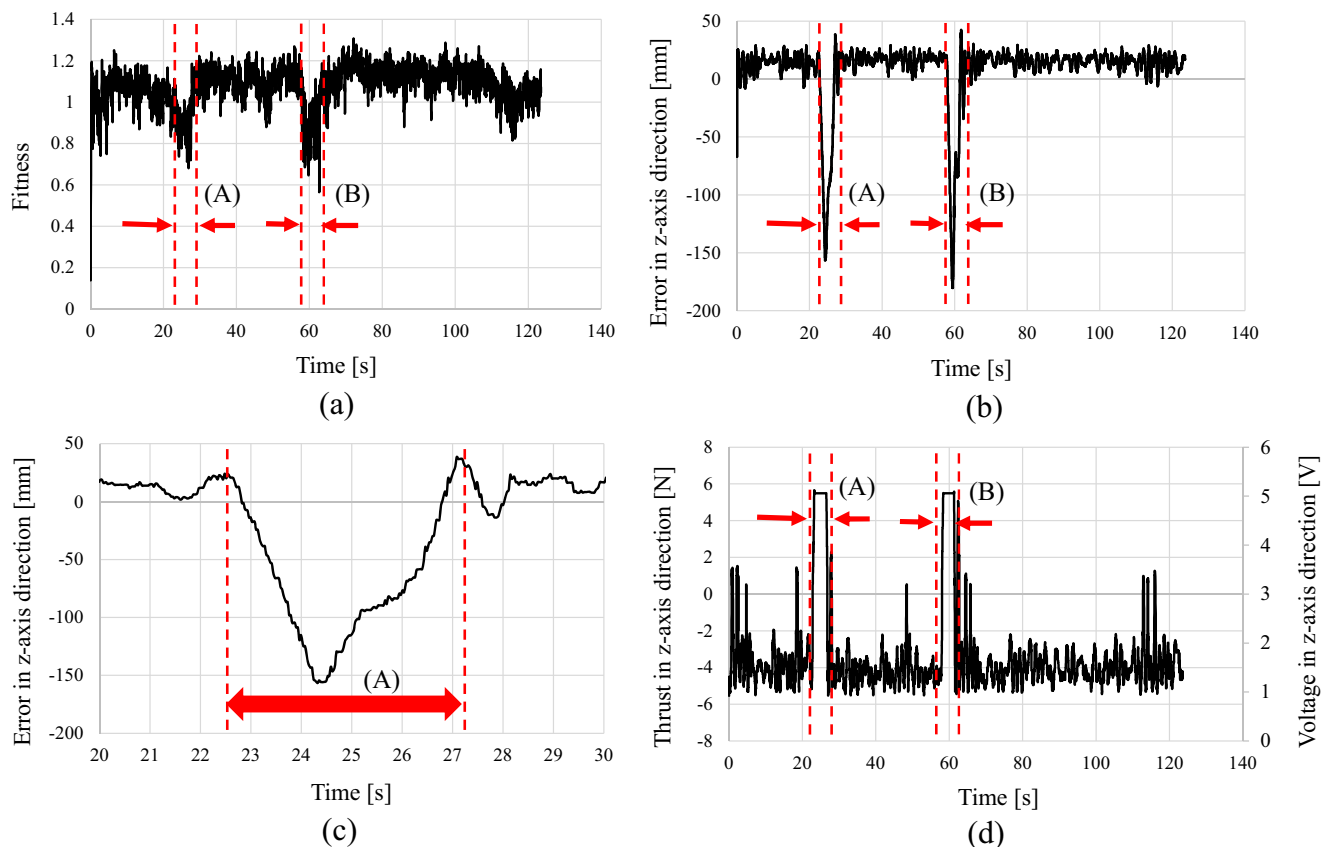 1.4
1.2
1
0.8
0.6
0.4
0.2
0
Fitness
(A)
(B)
0 20 40 60 80 100 120 140
Time [s]
(a)
50
0
-50
-100
-150
-200
Error in z-axis direction [mm]
(A)
(B)
0 20 40 60 80 100 120 140
Time [s]
(b)
50
0
-50
-100
-150
-200
Error in z-axis direction [mm]
(A)
20 21 22 23 24 25 26 27 28 29 30
Time [s]
(c)
8
6
4
2
0
-2
-4
-6
-8
Thrust in z-axis direction [N]
(A)
(B)
6
5
4
3
2
1
0
Voltage in z-axis direction [V]
0 20 40 60 80 100 120 140
Time [s]
(d)